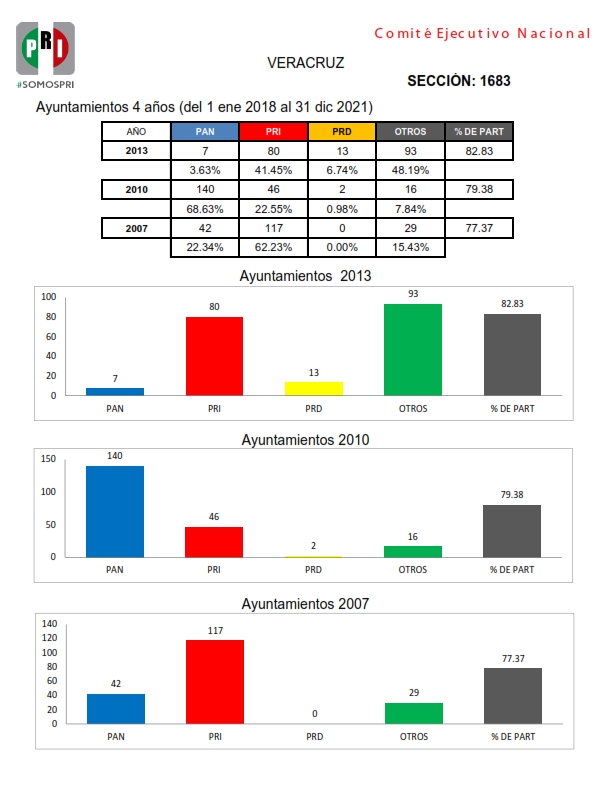 Comité Ejecutivo Nacional
PRI
#SOMOSPRI
VERACRUZ
SECCIÓN: 1683
Ayuntamientos 4 años (del 1 ene 2018 al 31 dic 2021)
AÑO PAN PRI PRD OTROS % DE PART
2013 7 80 13 93 82.83
3.63% 41.45% 6.74% 48.19%
2010 140 46 2 16 79.38
68.63% 22.55% 0.98% 7.84%
2007 42 117 0 29 77.37
22.34% 62.23% 0.00% 15.43%
Ayuntamientos 2013
100
80
60
40
20
0
7 80 13 93 82.83
PAN PRI PRD OTROS % DE PART
Ayuntamientos 2010
150
100
50
0
140 46 2 16 79.38
PAN PRI PRD OTROS % DE PART
Ayuntamientos 2007
140
120
100
80
60
40
20
0
42 117 0 29 77.37
PAN PRI PRD OTROS % DE PART